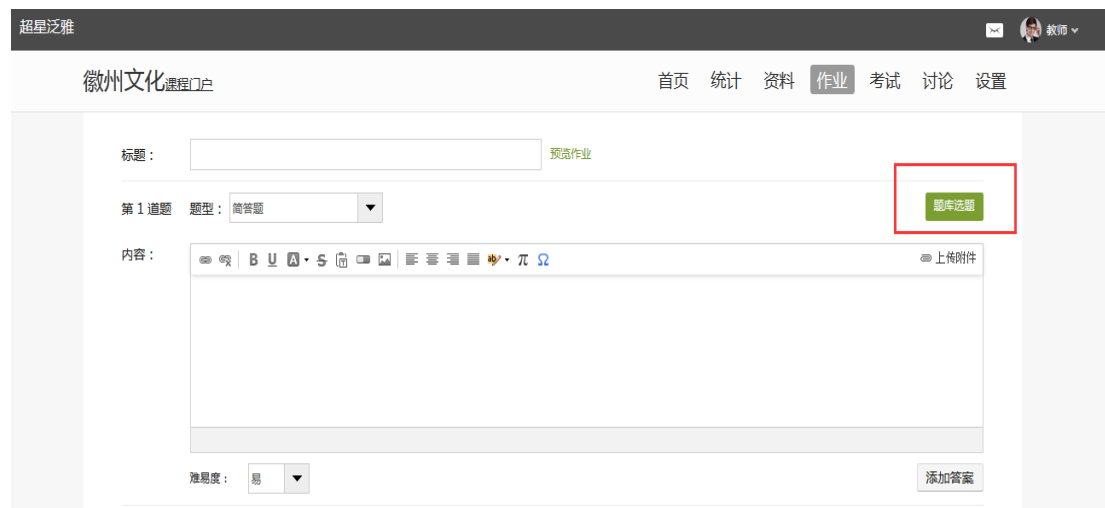 超星泛雅 教师
徽州文化课程门户 首页 统计 资料 作业 考试 讨论 设置
标题： 预览作业
第 1 道题 题型： 简答题 题库选题
内容： B U A S T ab π Ω 上传附件
难易度： 易 添加答案